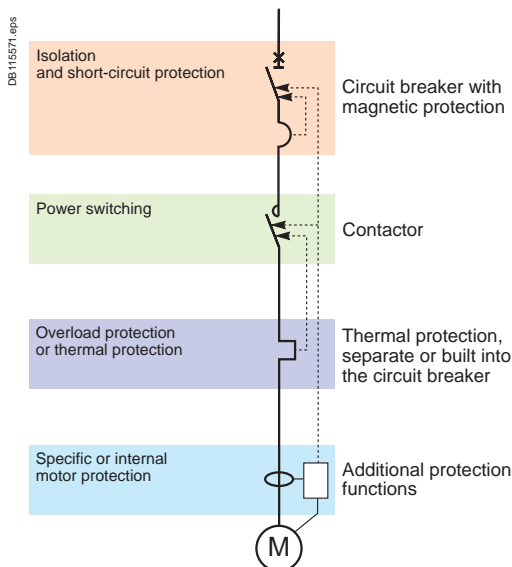 DB115571.eps
Isolation
and short-circuit protection
Circuit breaker with
magnetic protection
Power switching
Contactor
Overload protection
or thermal protection
Thermal protection,
separate or built into
the circuit breaker
Specific or internal
motor protection
Additional protection
functions
M